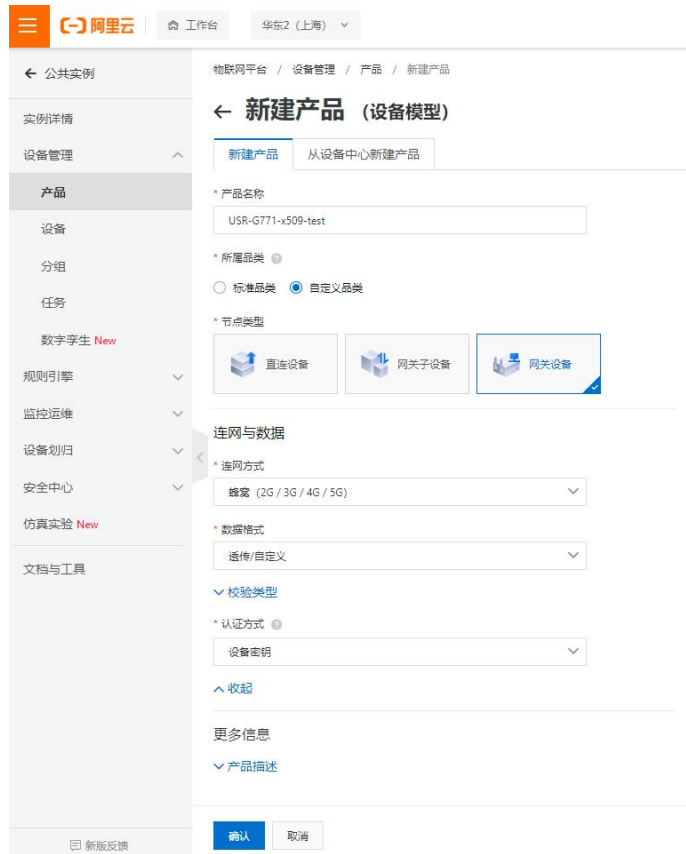 阿里云
工作台
华东2（上海）
公共实例
实例详情
设备管理
产品
设备
分组
任务
数字孪生 New
规则引擎
监控运维
设备划归
安全中心
仿真实验 New
文档与工具
新版反馈
物联网平台 / 设备管理 / 产品 / 新建产品
新建产品 （设备模型）
新建产品 从设备中心新建产品
* 产品名称
USR-G771-x509-test
* 所属品类
标准品类 自定义品类
* 节点类型
直连设备 网关子设备 网关设备
连网与数据
* 连网方式
蜂窝（2G / 3G / 4G / 5G）
* 数据格式
透传/自定义
校验类型
* 认证方式
设备密钥
收起
更多信息
产品描述
确认 取消